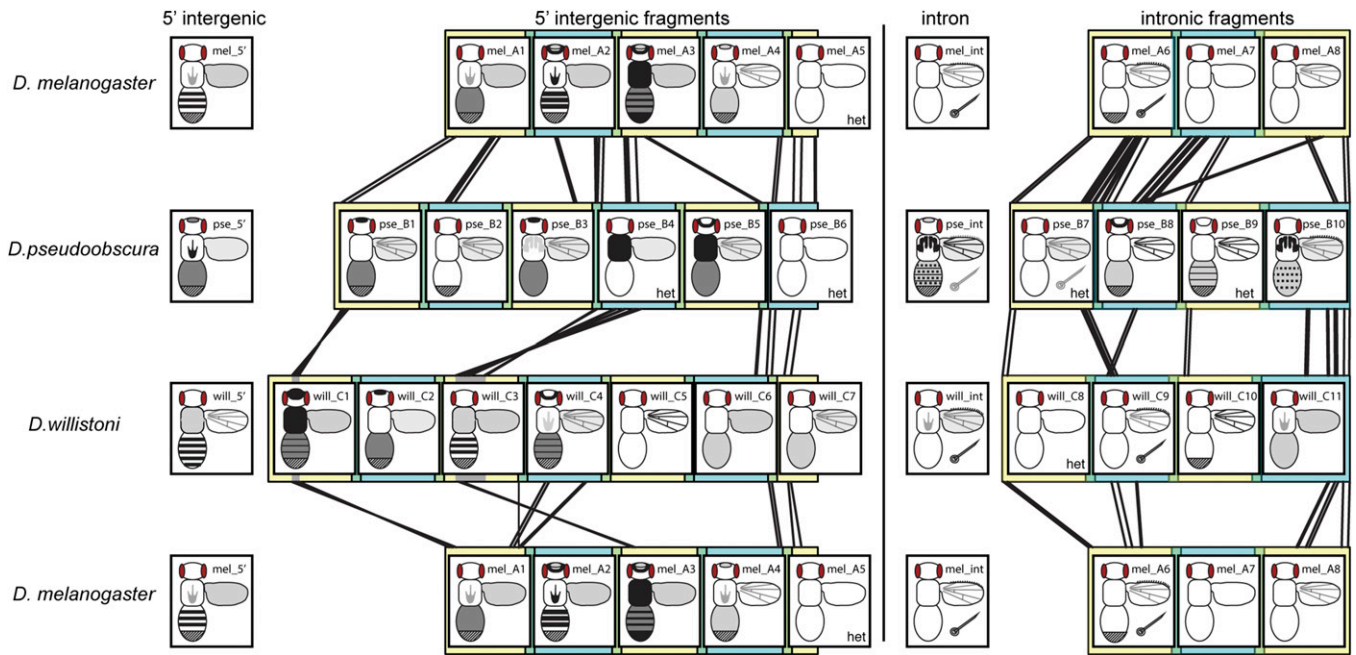 5’ intergenic 5’ intergenic fragments intron intronic fragments
D. melanogaster mel_5’ mel_A1 mel_A2 mel_A3 mel_A4 mel_A5 mel_int mel_A6 mel_A7 mel_A8
het
D.pseudoobscura pse_5’ pse_B1 pse_B2 pse_B3 pse_B4 pse_B5 pse_B6 pse_int pse_B7 pse_B8 pse_B9 pse_B10
het het het het
D.willistoni will_5’ will_C1 will_C2 will_C3 will_C4 will_C5 will_C6 will_C7 will_int will_C8 will_C9 will_C10 will_C11
het
D. melanogaster mel_5’ mel_A1 mel_A2 mel_A3 mel_A4 mel_A5 mel_int mel_A6 mel_A7 mel_A8
het